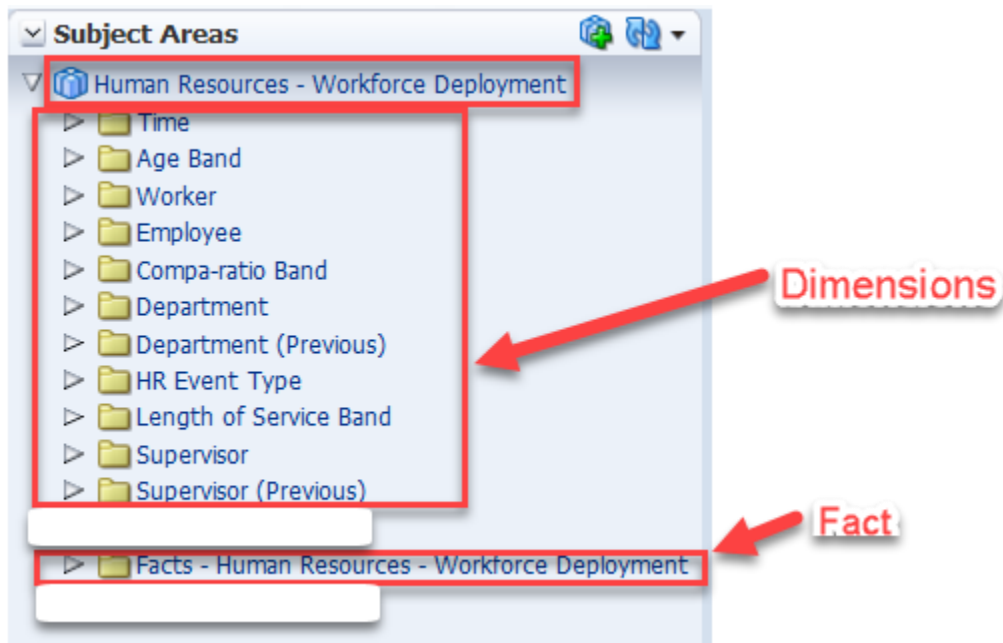 Subject Areas
Human Resources - Workforce Deployment
Time
Age Band
Worker
Employee
Compa-ratio Band
Department
Department (Previous)
HR Event Type
Length of Service Band
Supervisor
Supervisor (Previous)
Dimensions
Facts - Human Resources - Workforce Deployment
Fact